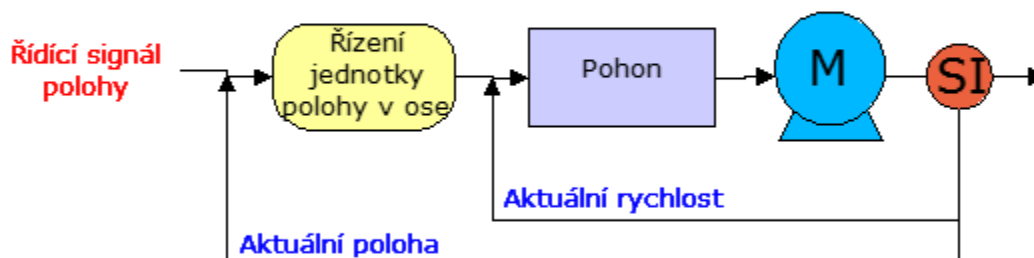 Řídící signál
polohy
Řízení
jednotky
polohy v ose
Pohon
M
SI
Aktuální rychlost
Aktuální poloha